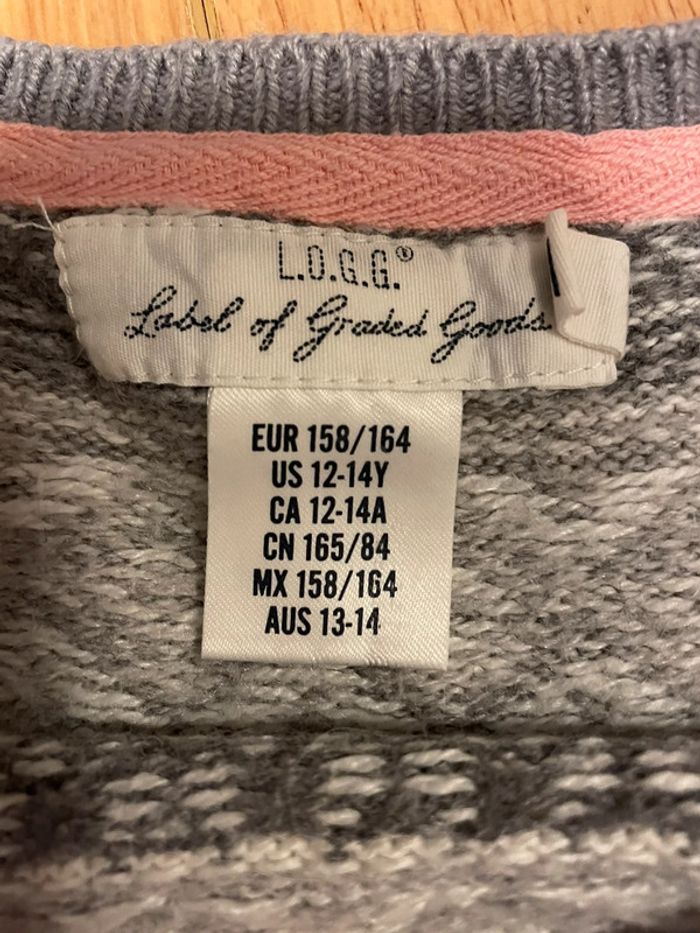 L.O.G.G.®
Label of Graded Goods
EUR 158/164
US 12-14Y
CA 12-14A
CN 165/84
MX 158/164
AUS 13-14